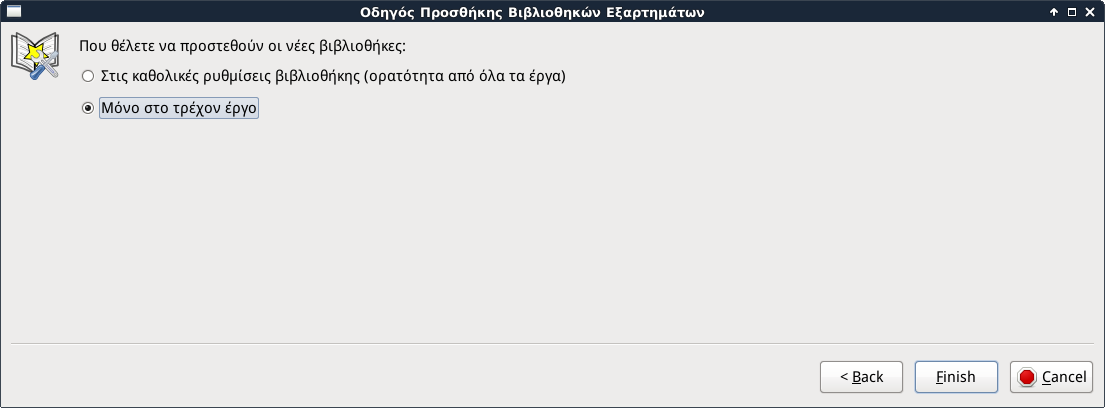 Οδηγός Προσθήκης Βιβλιοθηκών Εξαρτημάτων
Που θέλετε να προστεθούν οι νέες βιβλιοθήκες:
Στις καθολικές ρυθμίσεις βιβλιοθήκης (ορατότητα από όλα τα έργα)
Μόνο στο τρέχον έργο
< Back Finish Cancel